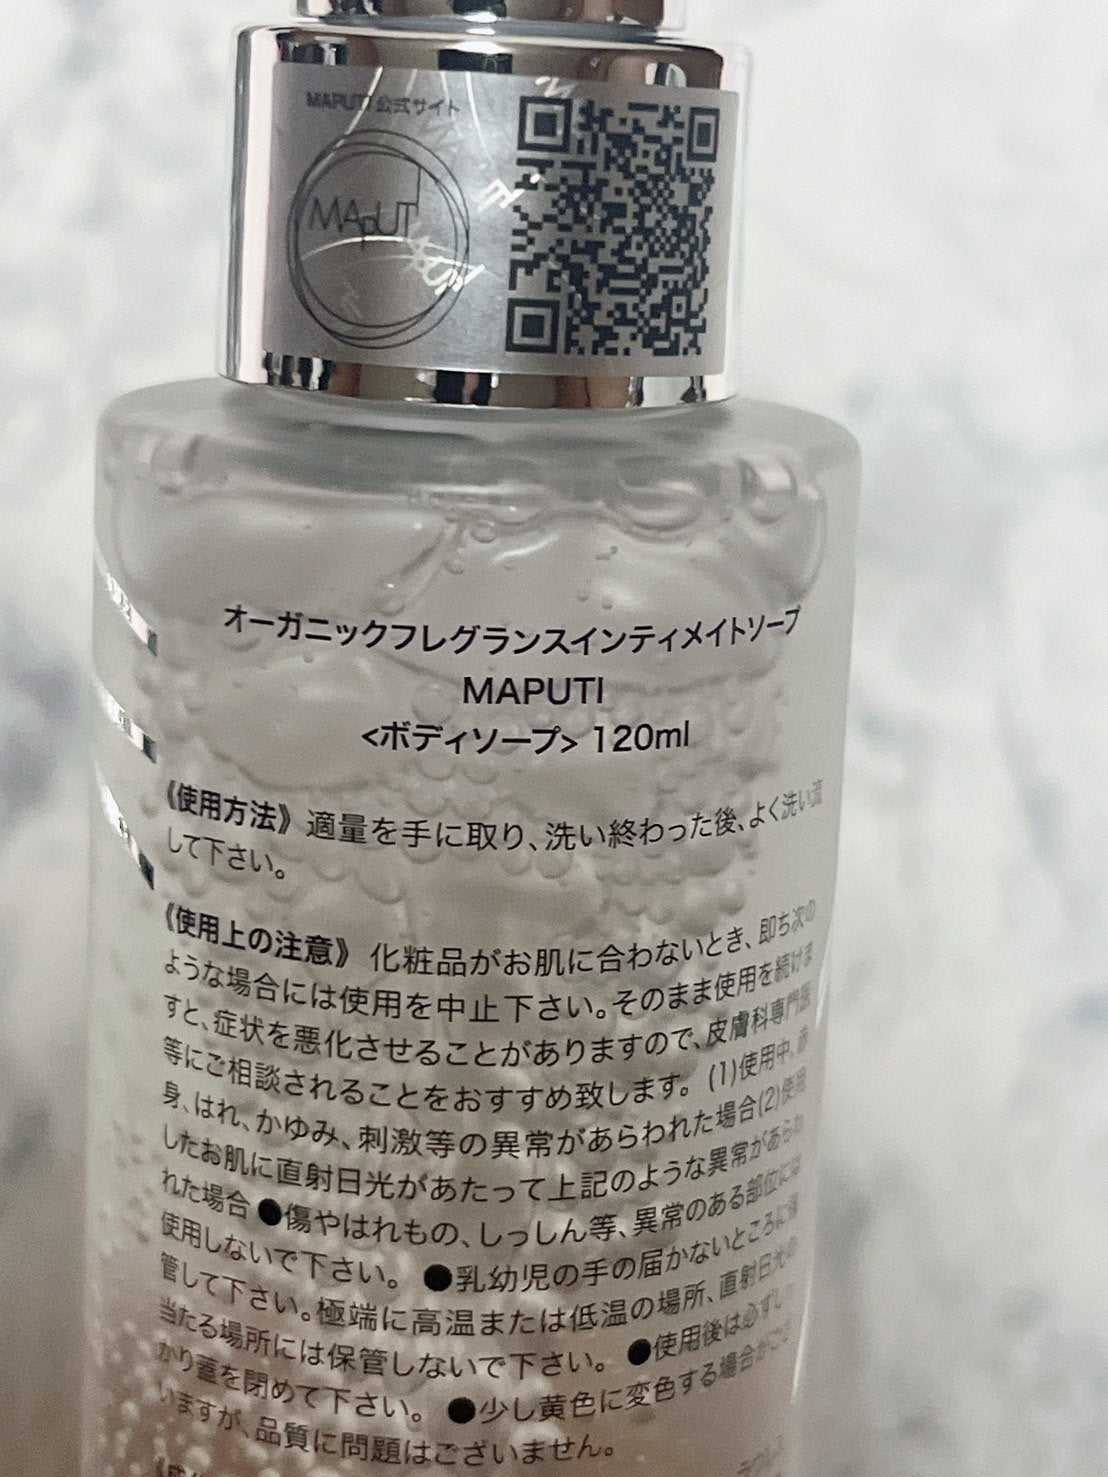 MAPUTI 公式サイト
MAPUTI
オーガニックフレグランスインティメイトソープ
MAPUTI
<ボディソープ> 120ml
《使用方法》適量を手に取り、洗い終わった後、よく洗い流
して下さい。
《使用上の注意》化粧品がお肌に合わないとき、即ち次の
ような場合には使用を中止下さい。そのまま使用を続けま
すと、症状を悪化させることがありますので、皮膚科専門医
等にご相談されることをおすすめ致します。(1)使用中、赤
身、はれ、かゆみ、刺激等の異常があらわれた場合(2)使用
したお肌に直射日光があたって上記のような異常があらわ
れた場合 ●傷やはれもの、しっしん等、異常のある部位には
使用しないで下さい。 ●乳幼児の手の届かないところに保
管して下さい。極端に高温または低温の場所、直射日光の
当たる場所には保管しないで下さい。 ●使用後は必ずしっ
かり蓋を閉めて下さい。 ●少し黄色に変色する場合がござ
いますが、品質に問題はございません。